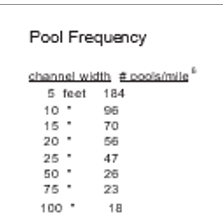 Pool Frequency
channel width # pools/mile 6
5 feet 184
10 " 96
15 " 70
20 " 56
25 " 47
50 " 26
75 " 23
100 " 18